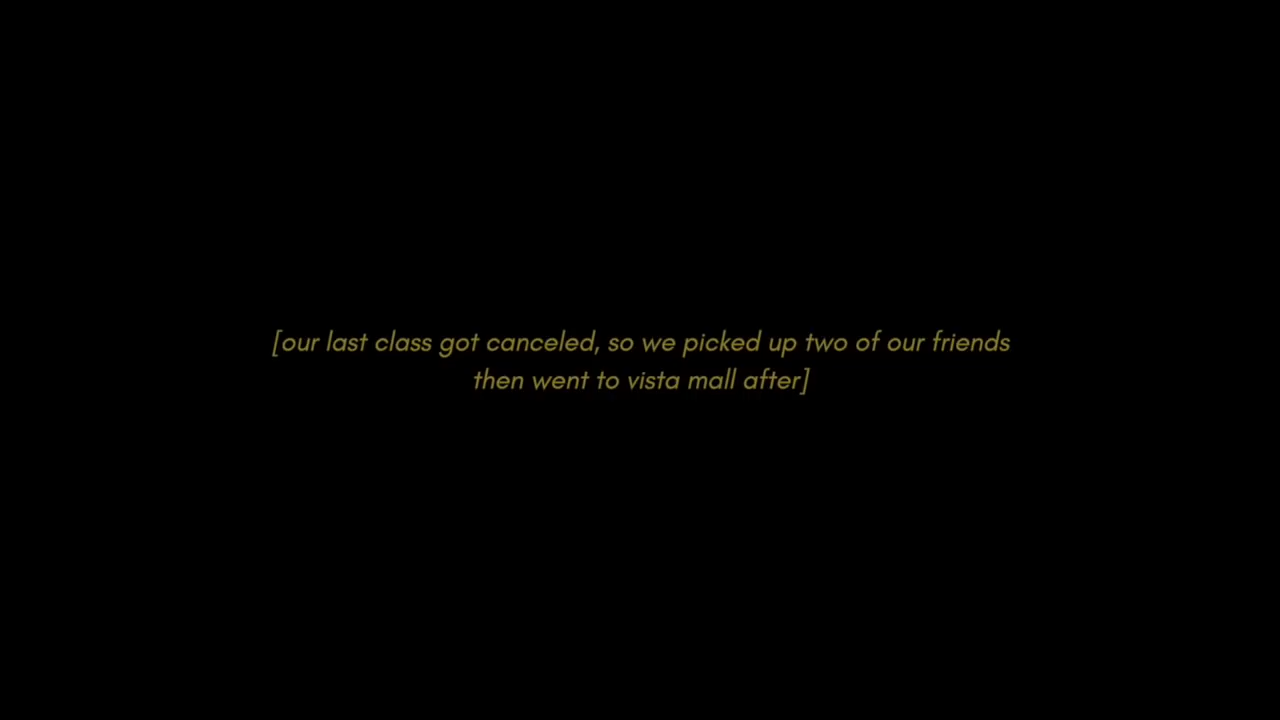 [our last class got canceled, so we picked up two of our friends
then went to vista mall after]